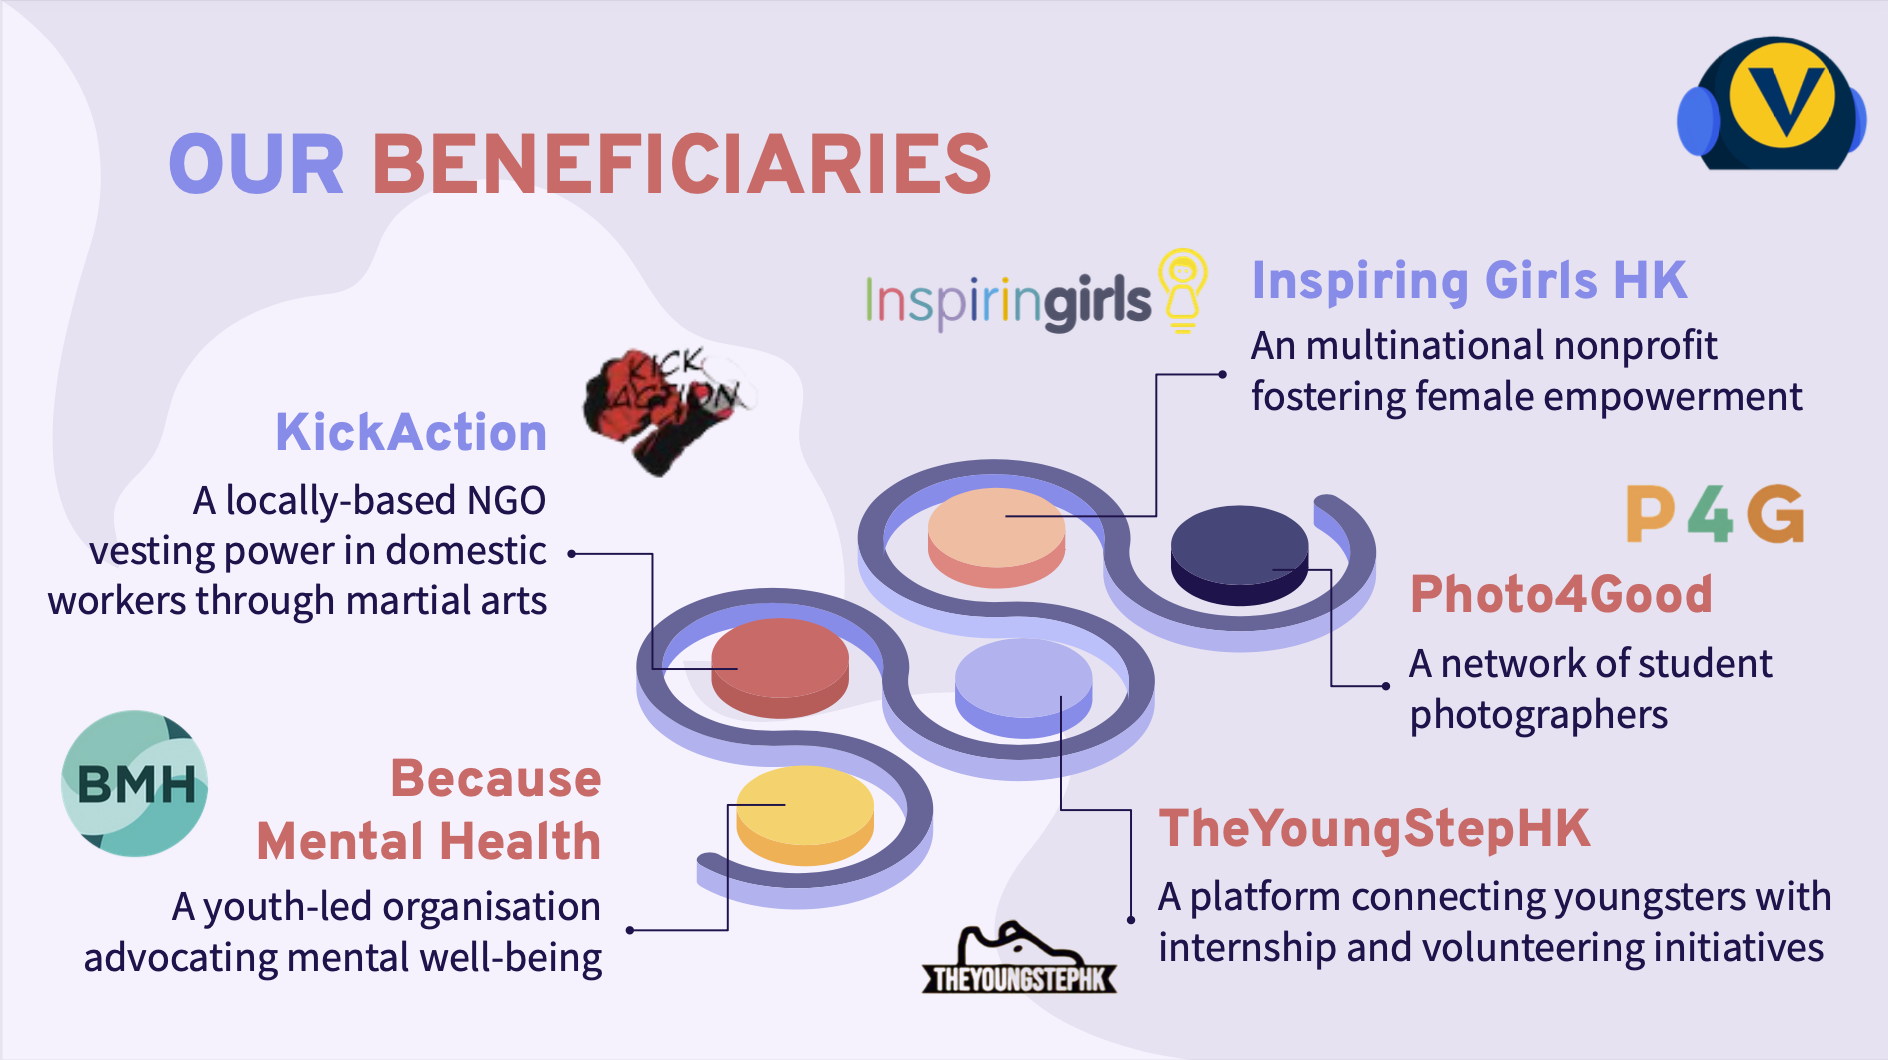 V
OUR BENEFICIARIES
Inspiringirls
Inspiring Girls HK
An multinational nonprofit
fostering female empowerment
KICK
ACTION
KickAction
A locally-based NGO
vesting power in domestic
workers through martial arts
P4G
Photo4Good
A network of student
photographers
BMH
Because
Mental Health
A youth-led organisation
advocating mental well-being
TheYoungStepHK
A platform connecting youngsters with
internship and volunteering initiatives
THEYOUNGSTEPHK